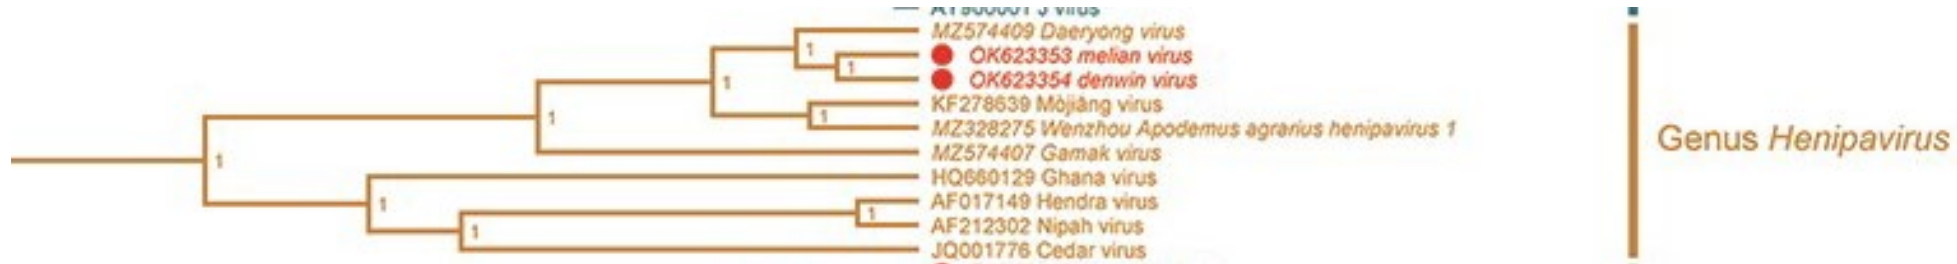 MZ574409 Daeryong virus
1
OK623353 melian virus
1
OK623354 denwin virus
1
KF278639 Mòjiāng virus
1
MZ328275 Wenzhou Apodemus agrarius henipavirus 1
1
Genus Henipavirus
MZ574407 Gamak virus
1
HQ660129 Ghana virus
AF017149 Hendra virus
1
1
AF212302 Nipah virus
1
JQ001776 Cedar virus